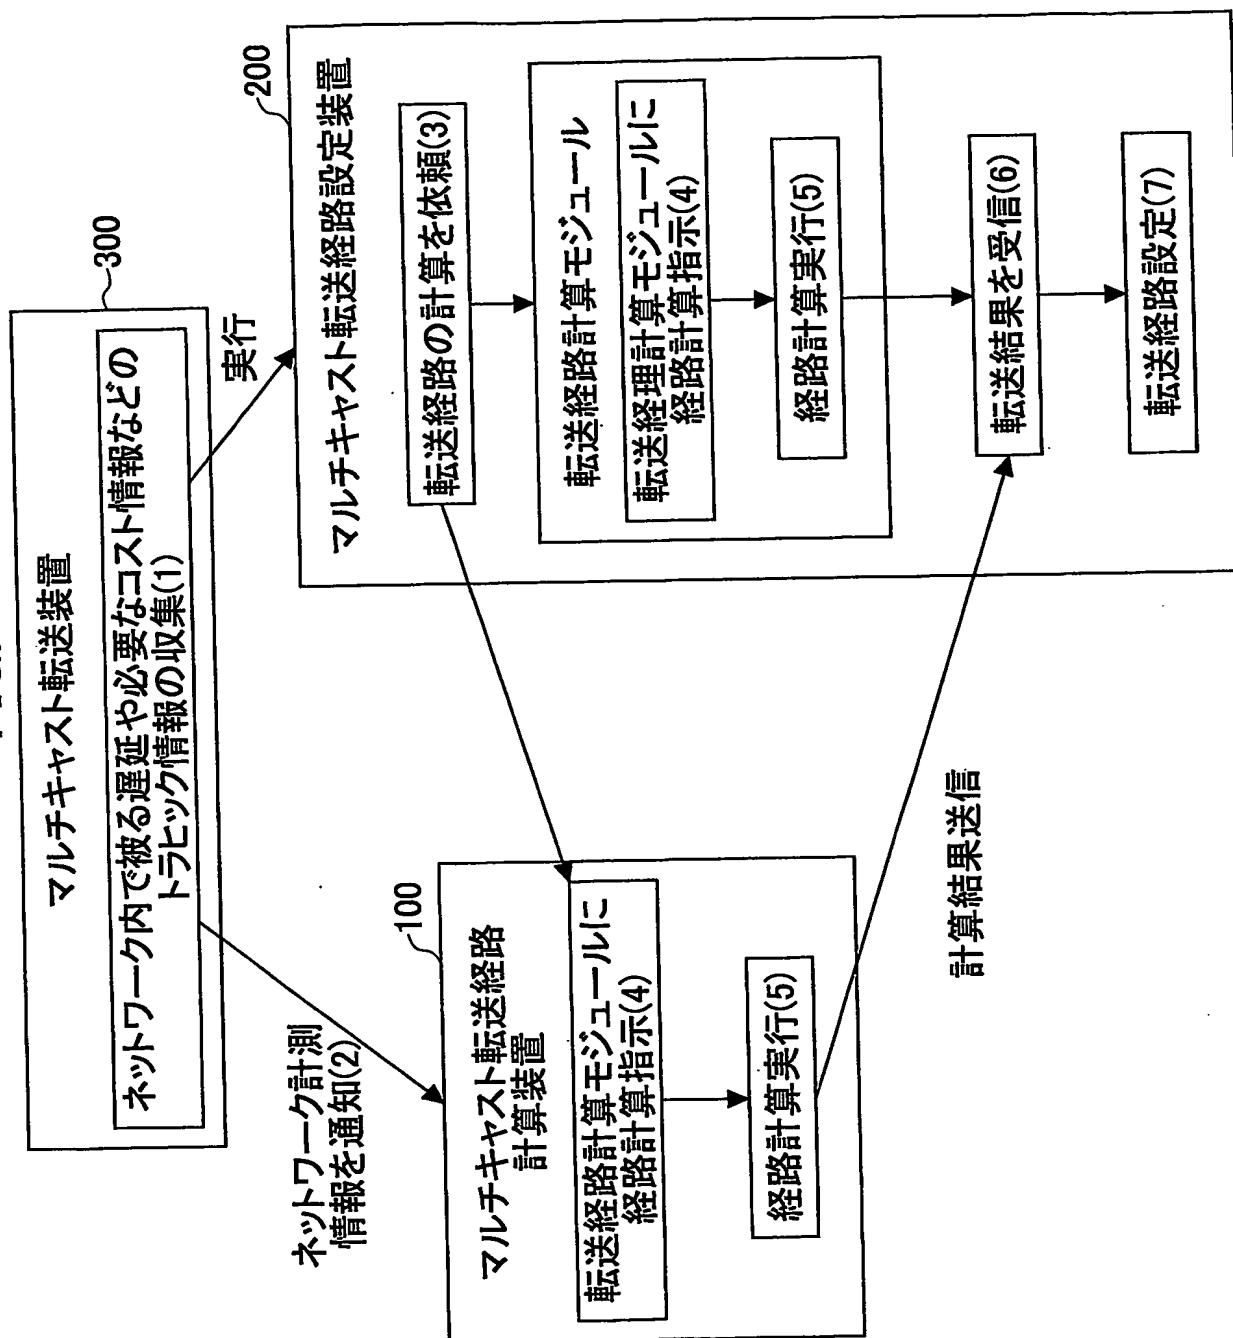 300
マルチキャスト転送装置
ネットワーク内で被る遅延や必要なコスト情報などの
トラヒック情報の収集(1)
ネットワーク計測
情報を通知(2)
実行
100
マルチキャスト転送経路
計算装置
転送経路計算モジュールに
経路計算指示(4)
経路計算実行(5)
計算結果送信
200
マルチキャスト転送経路設定装置
転送経路の計算を依頼(3)
転送経路計算モジュール
転送経理計算モジュールに
経路計算指示(4)
経路計算実行(5)
転送結果を受信(6)
転送経路設定(7)